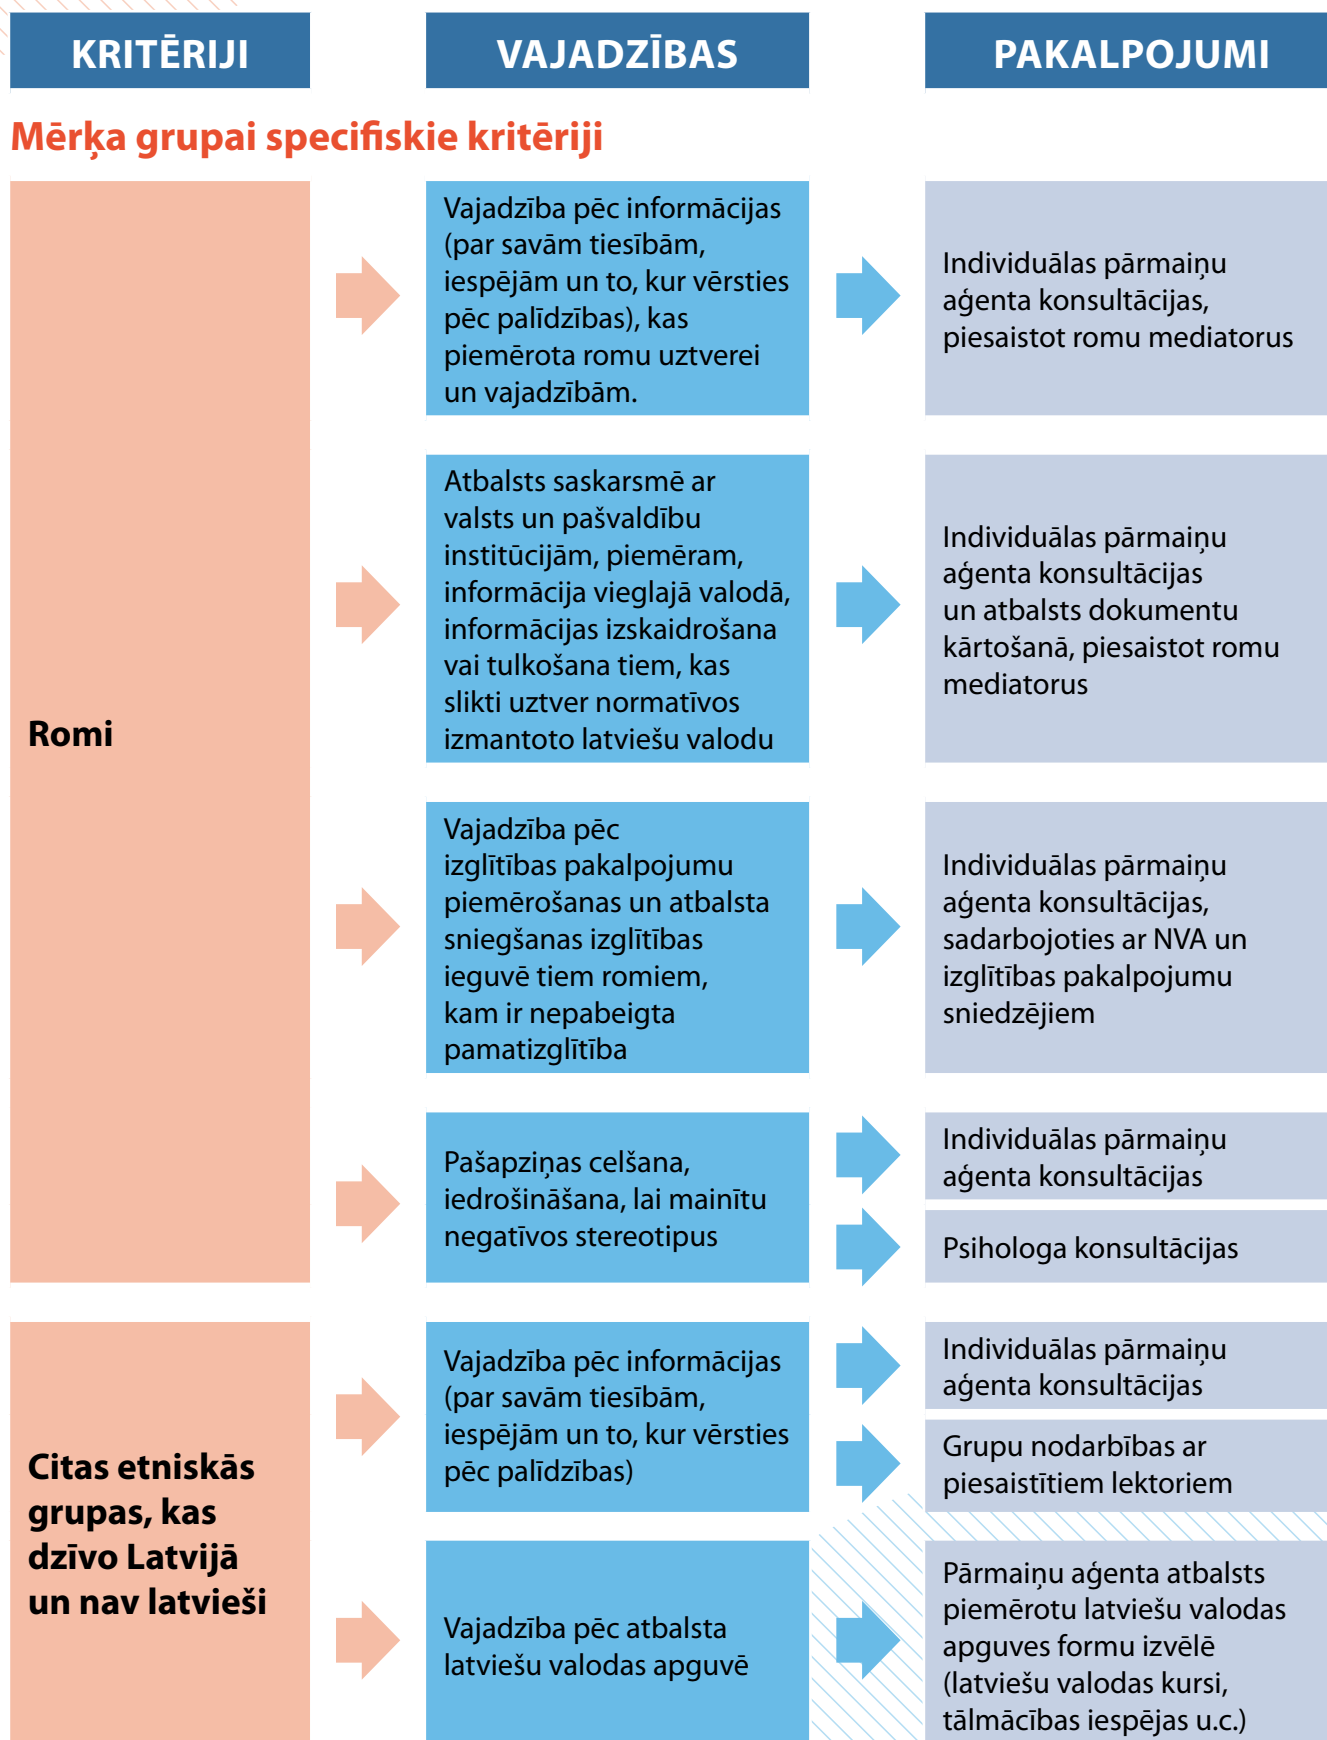 KRITĒRIJI
VAJADZĪBAS
PAKALPOJUMI
Mērķa grupai specifiskie kritēriji
Romi
Vajadzība pēc informācijas
(par savām tiesībām,
iespējām un to, kur vērsties
pēc palīdzības), kas
piemērota romu uztverei
un vajadzībām.
Individuālas pārmaiņu
aģenta konsultācijas,
piesaistot romu mediatorus
Atbalsts saskarsmē ar
valsts un pašvaldību
institūcijām, piemēram,
informācija vieglajā valodā,
informācijas izskaidrošana
vai tulkošana tiem, kas
slikti uztver normatīvos
izmantoto latviešu valodu
Individuālas pārmaiņu
aģenta konsultācijas
un atbalsts dokumentu
kārtošanā, piesaistot romu
mediatorus
Vajadzība pēc
izglītības pakalpojumu
piemērošanas un atbalsta
sniegšanas izglītības
ieguvē tiem romiem,
kam ir nepabeigta
pamatizglītība
Individuālas pārmaiņu
aģenta konsultācijas,
sadarbojoties ar NVA un
izglītības pakalpojumu
sniedzējiem
Pašapziņas celšana,
iedrošināšana, lai mainītu
negatīvos stereotipus
Individuālas pārmaiņu
aģenta konsultācijas
Psihologa konsultācijas
Citas etniskās
grupas, kas
dzīvo Latvijā
un nav latvieši
Vajadzība pēc informācijas
(par savām tiesībām,
iespējām un to, kur vērsties
pēc palīdzības)
Individuālas pārmaiņu
aģenta konsultācijas
Grupu nodarbības ar
piesaistītiem lektoriem
Vajadzība pēc atbalsta
latviešu valodas apguvē
Pārmaiņu aģenta atbalsts
piemērotu latviešu valodas
apguves formu izvēlē
(latviešu valodas kursi,
tālmācības iespējas u.c.)